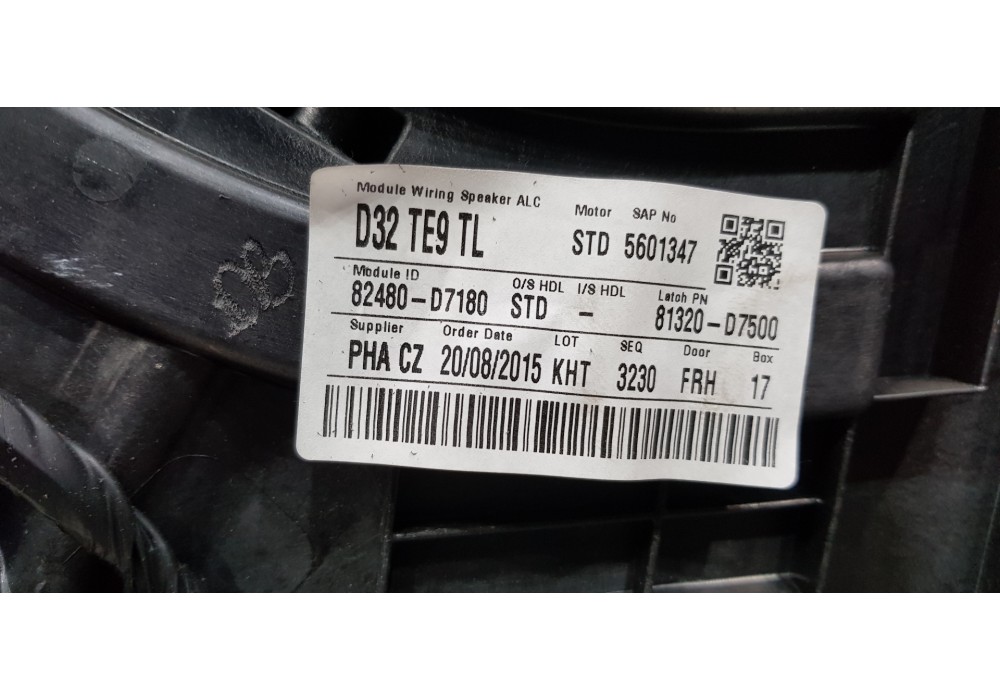 Module Wiring Speaker ALC Motor SAP No
D32 TE9 TL STD 5601347
Module ID O/S HDL I/S HDL Latch PN
82480-D7180 STD - 81320-D7500
Supplier Order Date LOT SEQ Door Box
PHA CZ 20/08/2015 KHT 3230 FRH 17